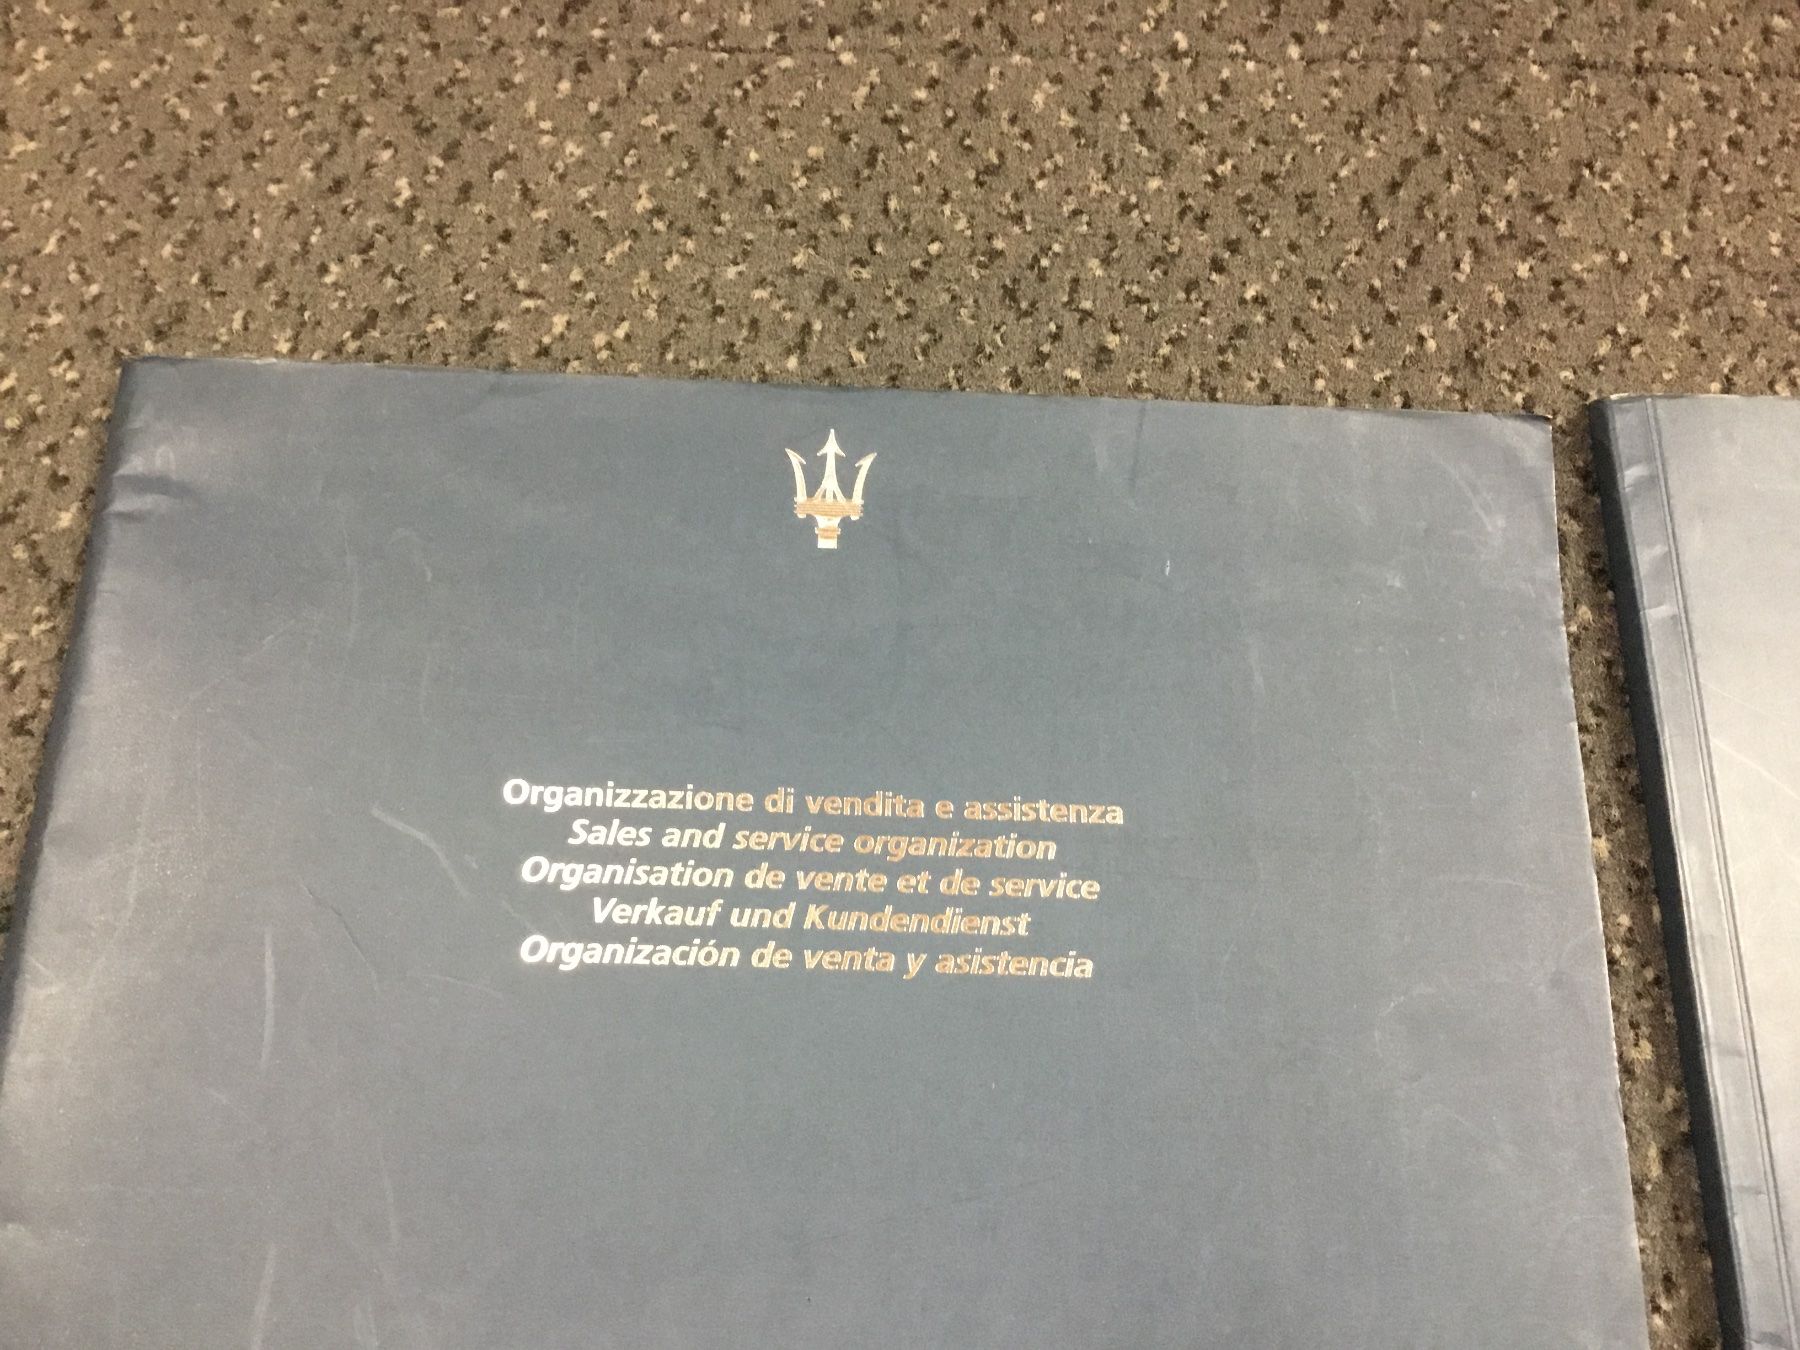 Organizzazione di vendita e assistenza
Sales and service organization
Organisation de vente et de service
Verkauf und Kundendienst
Organización de venta y asistencia